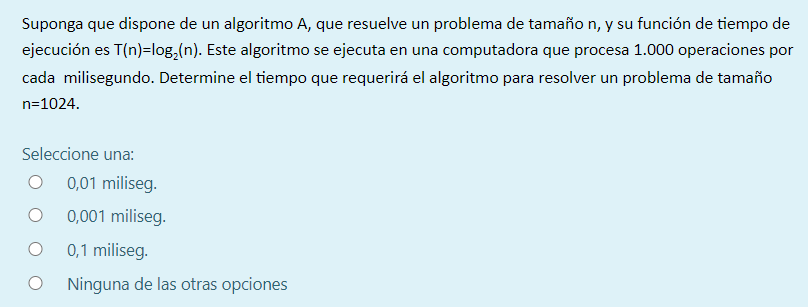 Suponga que dispone de un algoritmo A, que resuelve un problema de tamaño n, y su función de tiempo de
ejecución es T(n)=log₂(n). Este algoritmo se ejecuta en una computadora que procesa 1.000 operaciones por
cada milisegundo. Determine el tiempo que requerirá el algoritmo para resolver un problema de tamaño
n=1024.
Seleccione una:
0,01 miliseg.
0,001 miliseg.
0,1 miliseg.
Ninguna de las otras opciones